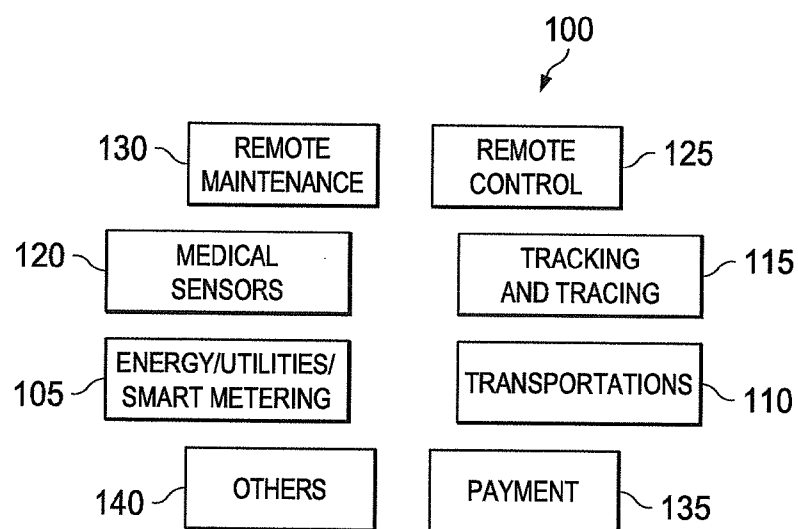 100
130
REMOTE
MAINTENANCE
REMOTE
CONTROL
125
120
MEDICAL
SENSORS
TRACKING
AND TRACING
115
105
ENERGY/UTILITIES/
SMART METERING
TRANSPORTATIONS
110
140
OTHERS
PAYMENT
135